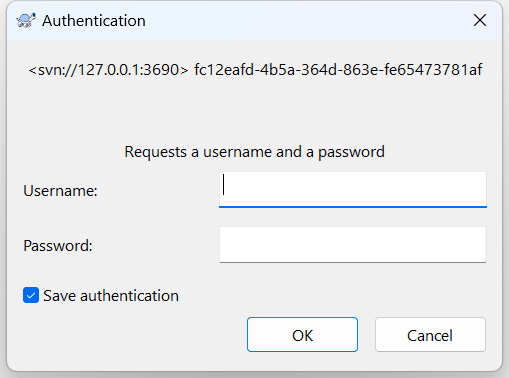 Authentication
<svn://127.0.0.1:3690> fc12eafd-4b5a-364d-863e-fe65473781af
Requests a username and a password
Username:
Password:
Save authentication
OK Cancel